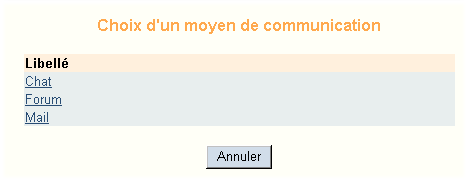 Choix d'un moyen de communication
Libellé
Chat
Forum
Mail
Annuler